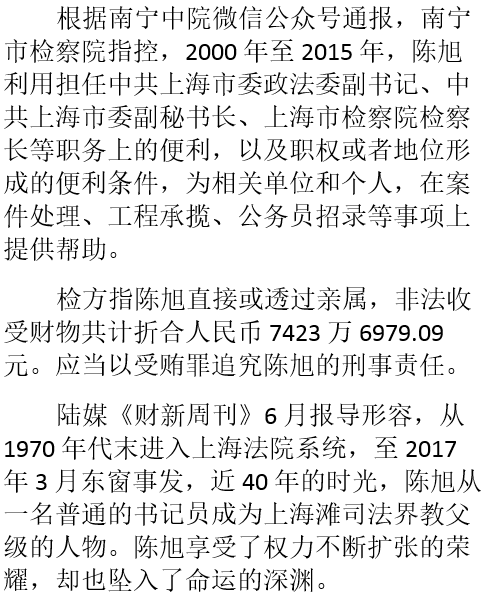 根据南宁中院微信公众号通报，南宁
市检察院指控，2000 年至 2015 年，陈旭
利用担任中共上海市委政法委副书记、中
共上海市委副秘书长、上海市检察院检察
长等职务上的便利，以及职权或者地位形
成的便利条件，为相关单位和个人，在案
件处理、工程承揽、公务员招录等事项上
提供帮助。
检方指陈旭直接或透过亲属，非法收
受财物共计折合人民币 7423 万 6979.09
元。应当以受贿罪追究陈旭的刑事责任。
陆媒《财新周刊》6 月报导形容，从
1970 年代末进入上海法院系统，至 2017
年 3 月东窗事发，近 40 年的时光，陈旭从
一名普通的书记员成为上海滩司法界教父
级的人物。陈旭享受了权力不断扩张的荣
耀，却也坠入了命运的深渊。